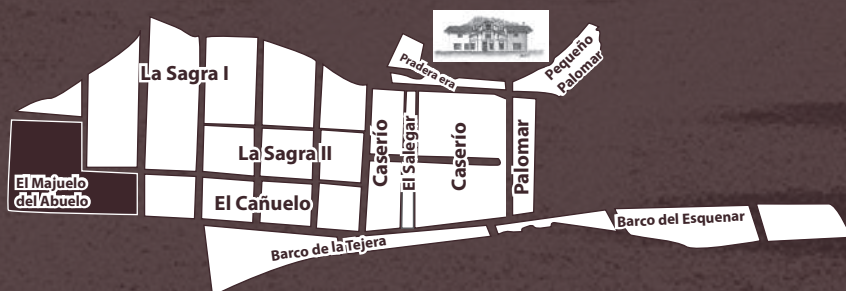 La Sagra I
Pradera era
Pequeño
Palomar
La Sagra II
Caserío
El Salegar
Caserío
Palomar
El Majuelo
del Abuelo
El Cañuelo
Barco de la Tejera
Barco del Esquenar